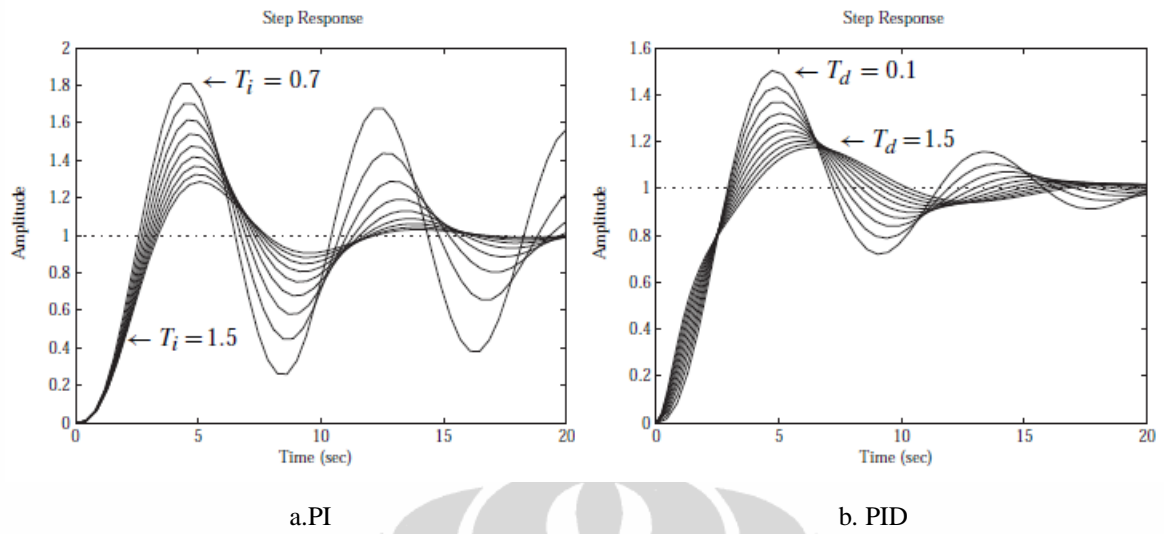 Step Response
2
1.8
1.6
1.4
1.2
1
0.8
0.6
0.4
0.2
0
0 5 10 15 20
Amplitude
Time (sec)
← T_i = 0.7
← T_i = 1.5
a.PI
Step Response
1.6
1.4
1.2
1
0.8
0.6
0.4
0.2
0
0 5 10 15 20
Amplitude
Time (sec)
← T_d = 0.1
← T_d = 1.5
b. PID